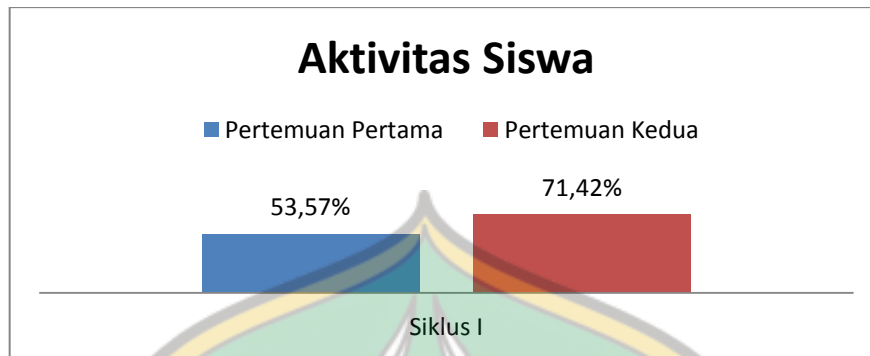 Aktivitas Siswa
Pertemuan Pertama Pertemuan Kedua
53,57% 71,42%
Siklus I